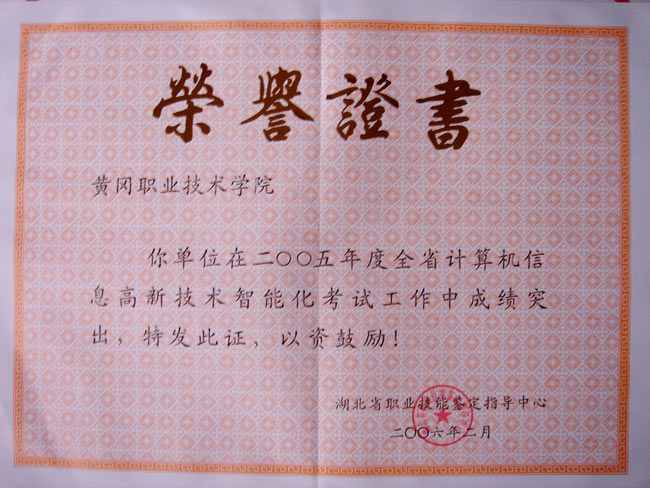 榮譽證書
黄冈职业技术学院
你单位在二〇〇五年度全省计算机信
息高新技术智能化考试工作中成绩突
出，特发此证，以资鼓励！
湖北省职业技能鉴定指导中心
二〇〇六年二月